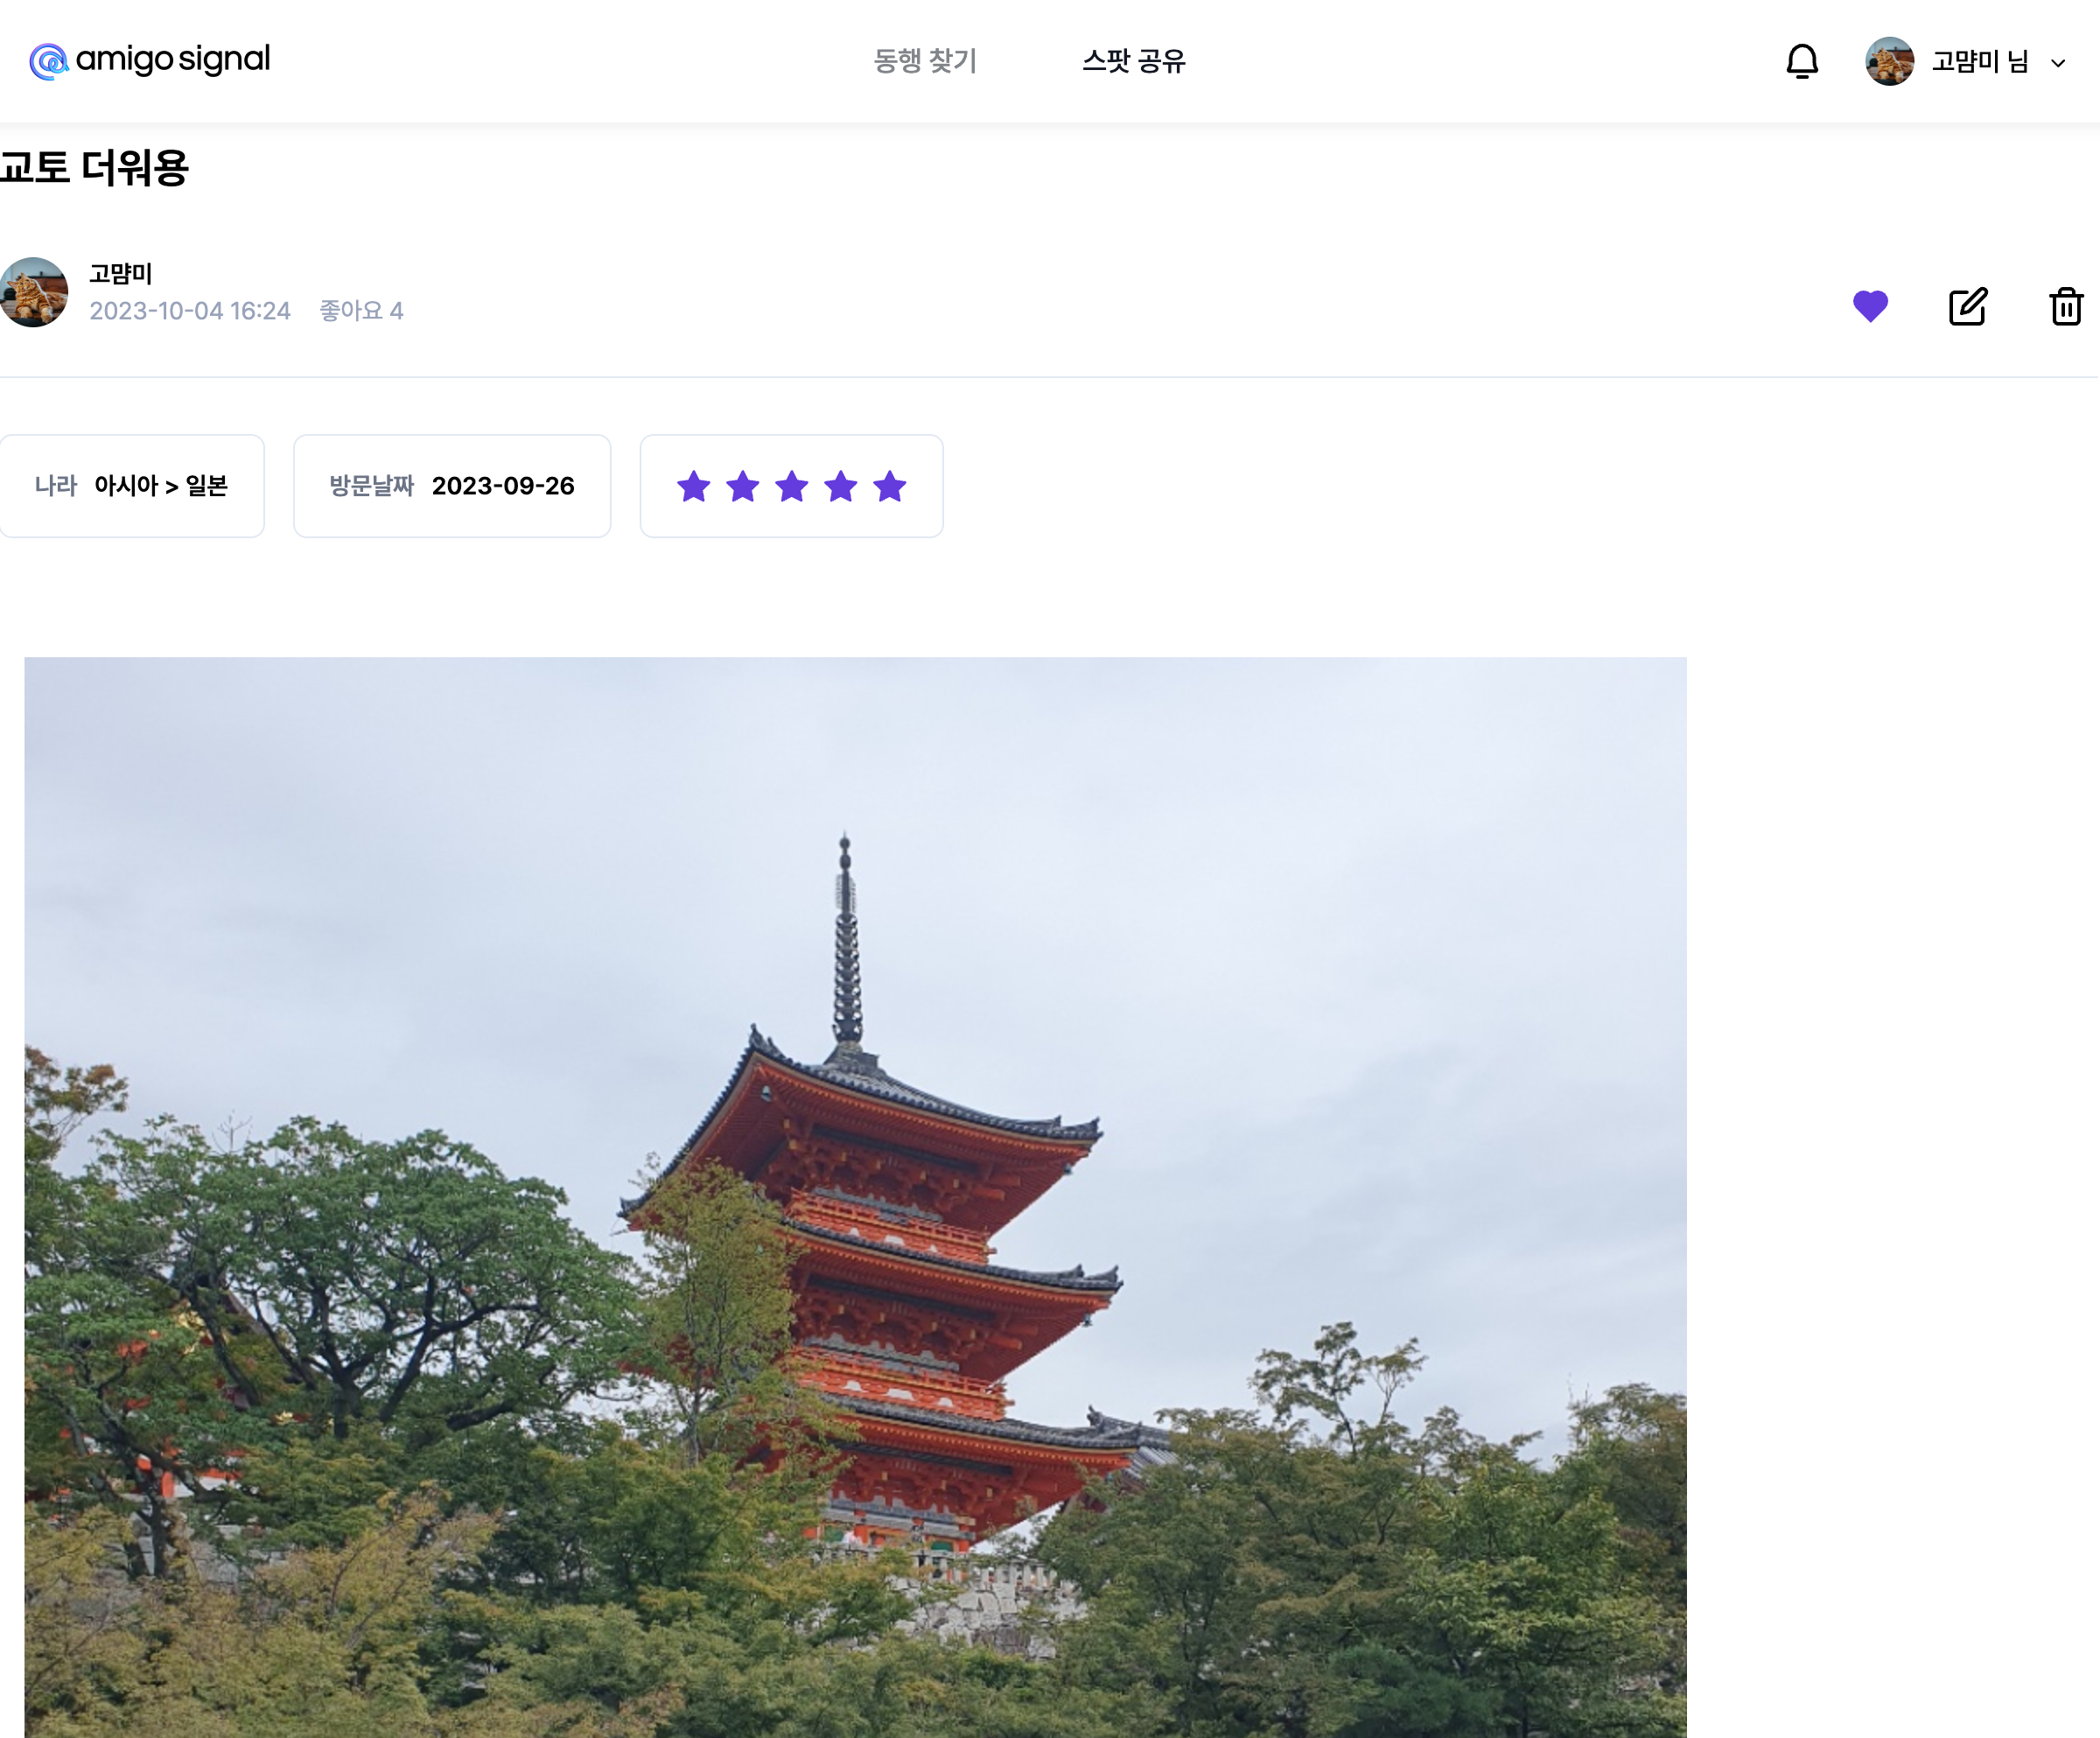 amigo signal
동행 찾기
스팟 공유
고먐미 님
교토 더워용
고먐미
2023-10-04 16:24 좋아요 4
나라 아시아 > 일본
방문날짜 2023-09-26